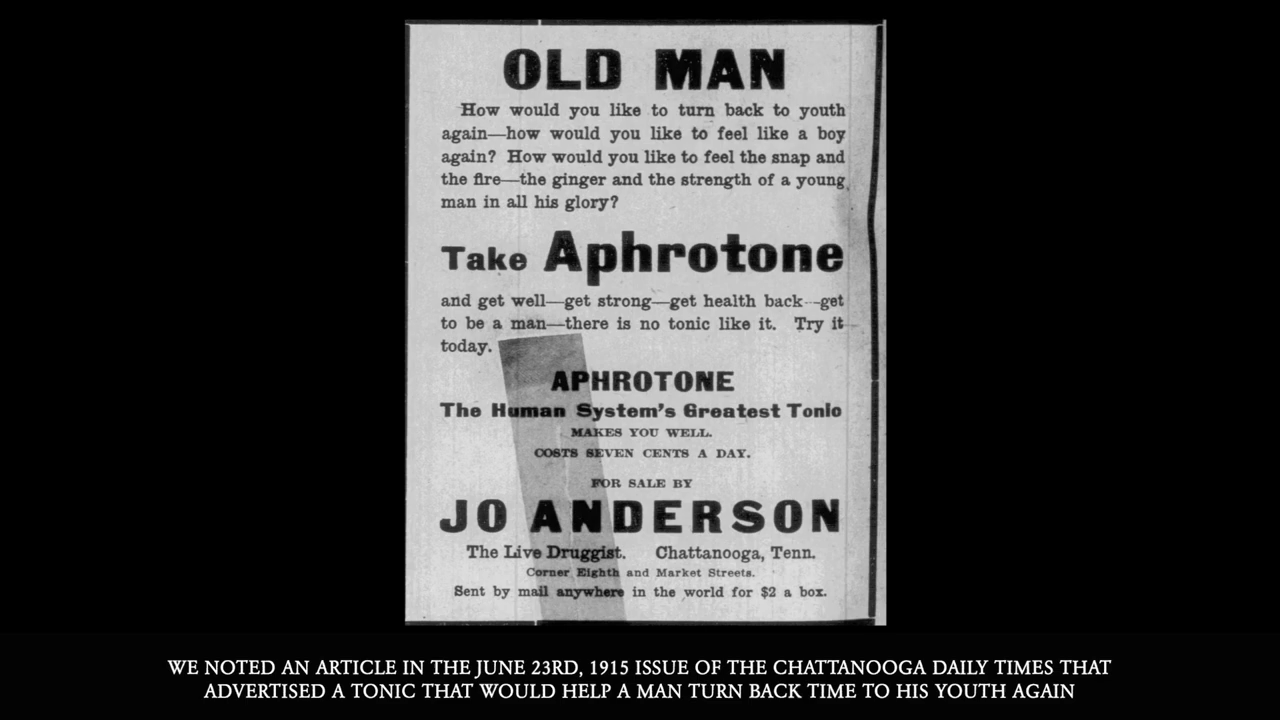 OLD MAN
How would you like to turn back to youth
again—how would you like to feel like a boy
again? How would you like to feel the snap and
the fire—the ginger and the strength of a young
man in all his glory?
Take Aphrotone
and get well—get strong—get health back—get
to be a man—there is no tonic like it. Try it
today.
APHROTONE
The Human System's Greatest Tonic
MAKES YOU WELL.
COSTS SEVEN CENTS A DAY.
FOR SALE BY
JO ANDERSON
The Live Druggist. Chattanooga, Tenn.
Corner Eighth and Market Streets.
Sent by mail anywhere in the world for $2 a box.
WE NOTED AN ARTICLE IN THE JUNE 23RD, 1915 ISSUE OF THE CHATTANOOGA DAILY TIMES THAT
ADVERTISED A TONIC THAT WOULD HELP A MAN TURN BACK TIME TO HIS YOUTH AGAIN